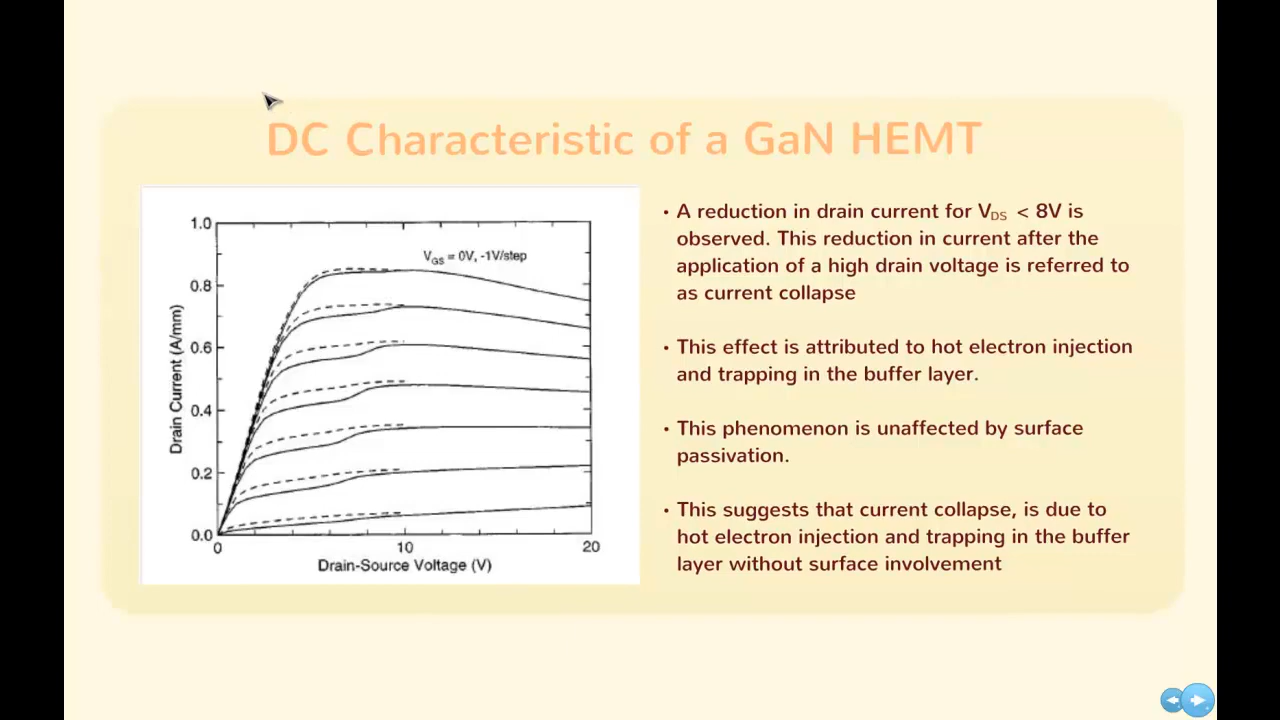 DC Characteristic of a GaN HEMT
1.0
0.8
0.6
0.4
0.2
0.0
0
10
20
Drain Current (A/mm)
Drain-Source Voltage (V)
VGS = 0V, -1V/step
• A reduction in drain current for VDS < 8V is
observed. This reduction in current after the
application of a high drain voltage is referred to
as current collapse
• This effect is attributed to hot electron injection
and trapping in the buffer layer.
• This phenomenon is unaffected by surface
passivation.
• This suggests that current collapse, is due to
hot electron injection and trapping in the buffer
layer without surface involvement